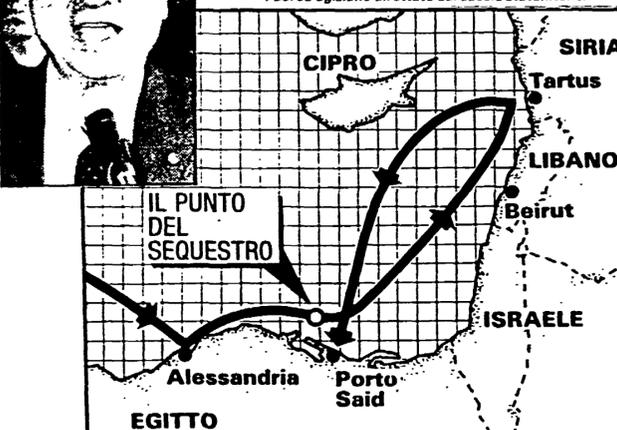 CIPRO
SIRIA
Tartus
LIBANO
Beirut
IL PUNTO
DEL
SEQUESTRO
ISRAELE
Alessandria
Porto
Said
EGITTO